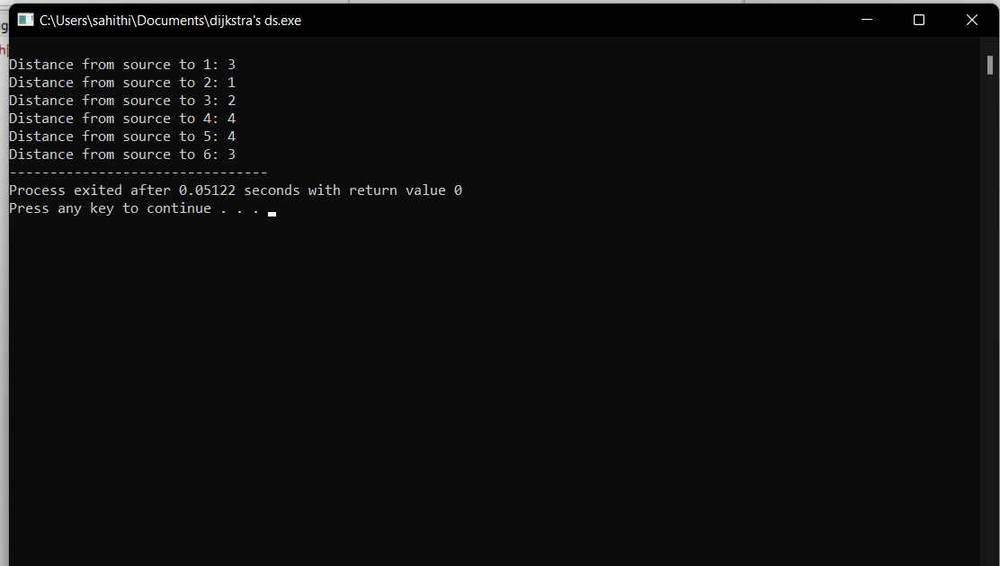 C:\Users\sahithi\Documents\dijkstra's ds.exe
Distance from source to 1: 3
Distance from source to 2: 1
Distance from source to 3: 2
Distance from source to 4: 4
Distance from source to 5: 4
Distance from source to 6: 3
--------------------------------
Process exited after 0.05122 seconds with return value 0
Press any key to continue . . .